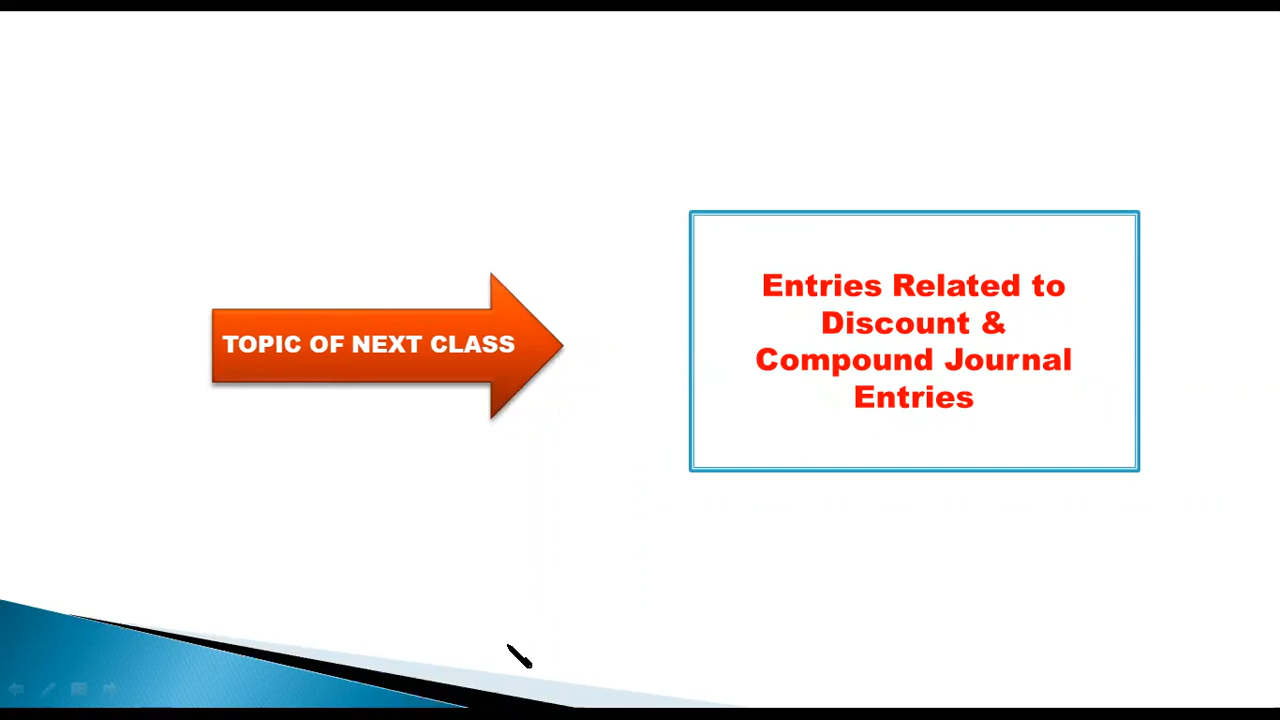 TOPIC OF NEXT CLASS
Entries Related to
Discount &
Compound Journal
Entries